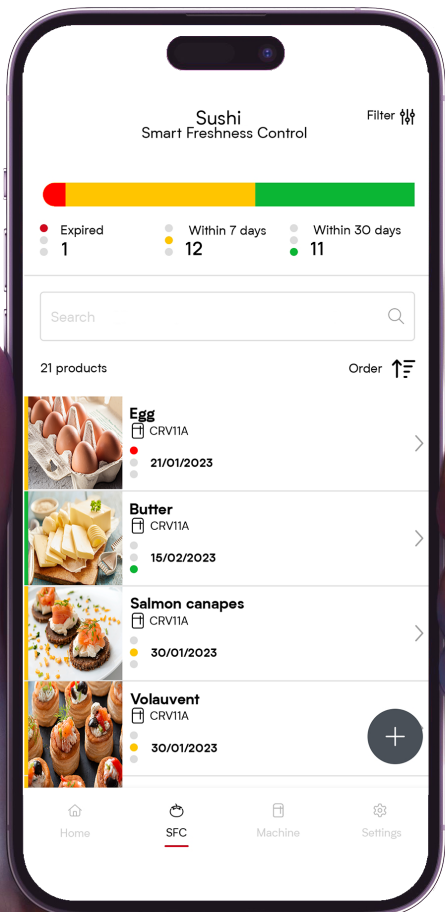 Sushi
Smart Freshness Control
Filter
Expired
1
Within 7 days
12
Within 30 days
11
Search
21 products
Order
Egg
CRV11A
21/01/2023
Butter
CRV11A
15/02/2023
Salmon canapes
CRV11A
30/01/2023
Volauvent
CRV11A
30/01/2023
Home
SFC
Machine
Settings